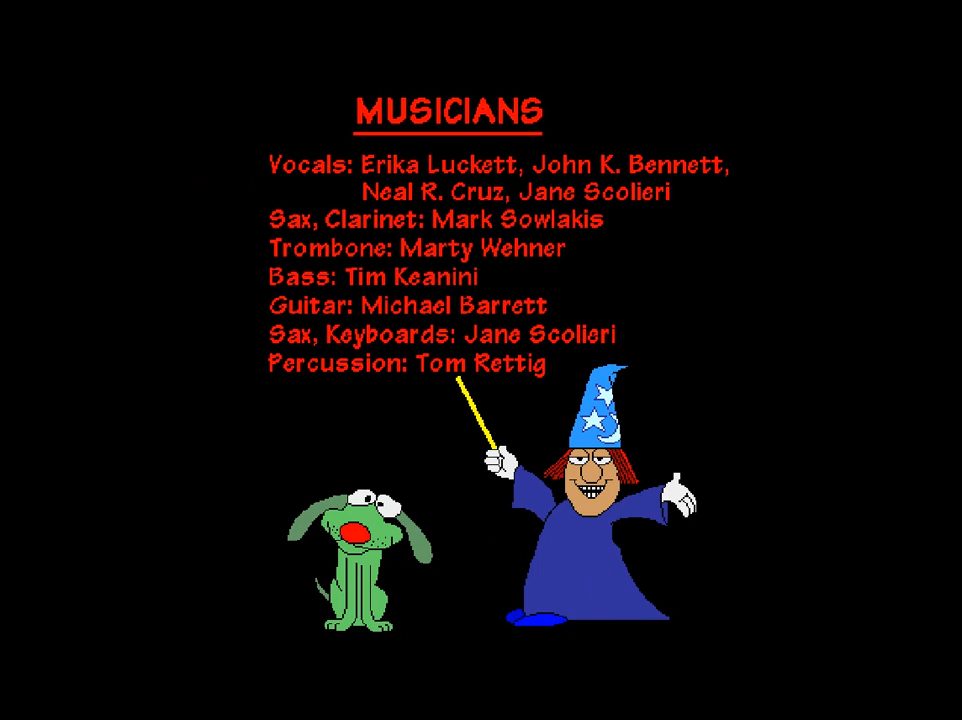 MUSICIANS
Vocals: Erika Luckett, John K. Bennett,
Neal R. Cruz, Jane Scolieri
Sax, Clarinet: Mark Sowlakis
Trombone: Marty Wehner
Bass: Tim Keanini
Guitar: Michael Barrett
Sax, Keyboards: Jane Scolieri
Percussion: Tom Rettig